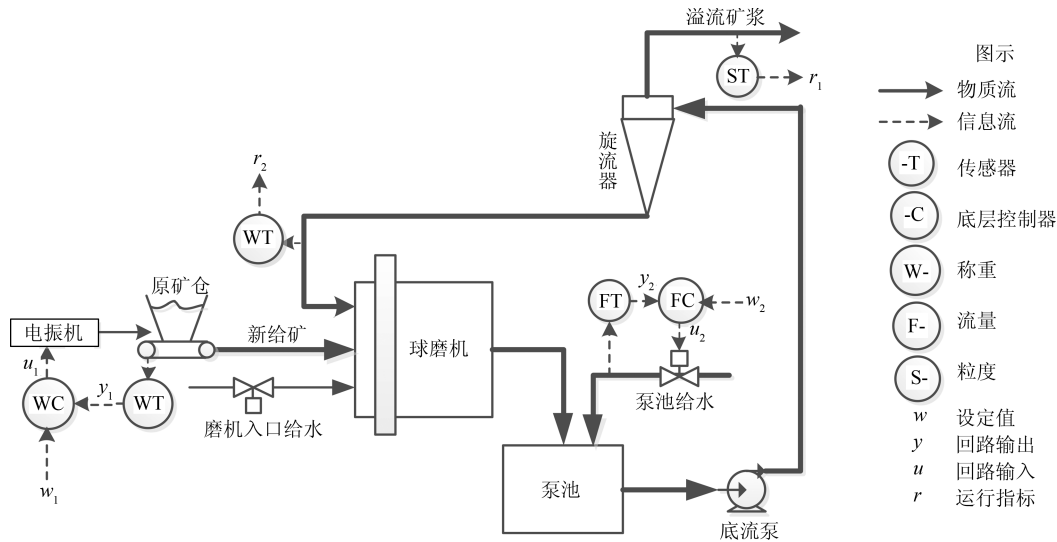 溢流矿浆
ST
r1
旋流器
r2
WT
原矿仓
电振机
新给矿
u1
y1
WC
WT
w1
磨机入口给水
球磨机
y2
FT
FC
w2
u2
泵池给水
泵池
底流泵
图示
物质流
信息流
-T 传感器
-C 底层控制器
W- 称重
F- 流量
S- 粒度
w 设定值
y 回路输出
u 回路输入
r 运行指标